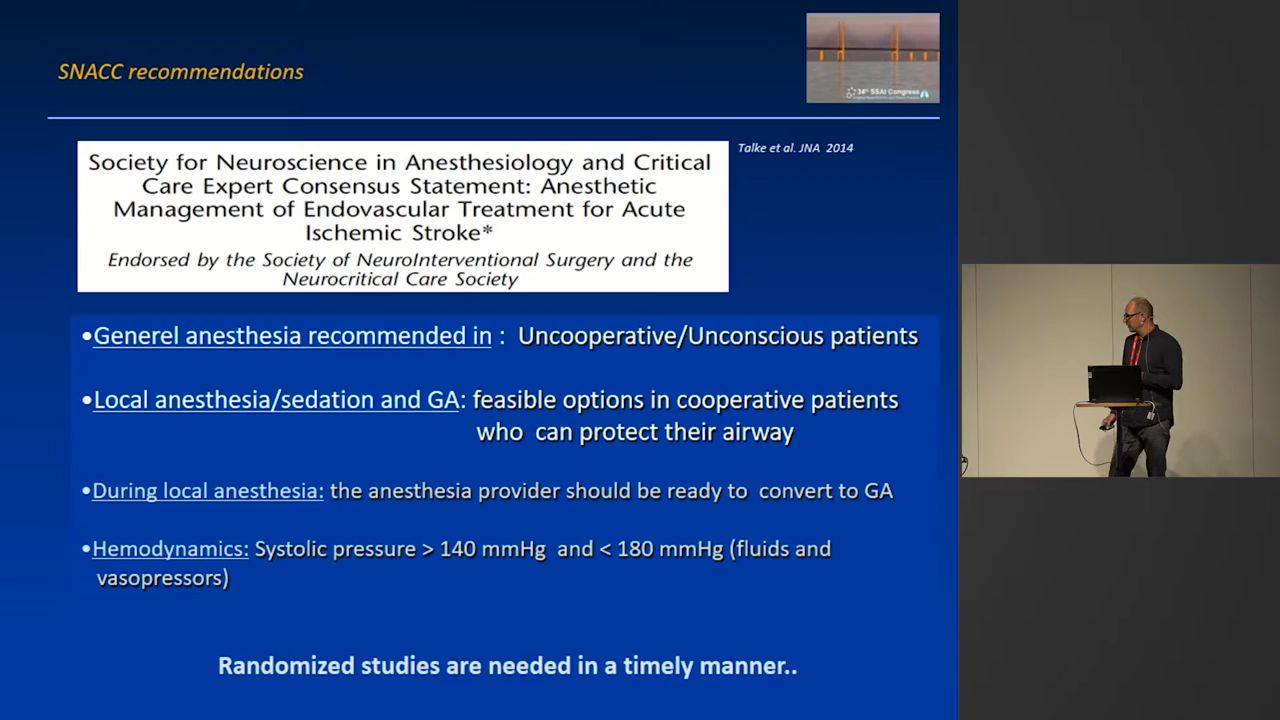 SNACC recommendations
34th SSAI Congress
Talke et al. JNA 2014
Society for Neuroscience in Anesthesiology and Critical
Care Expert Consensus Statement: Anesthetic
Management of Endovascular Treatment for Acute
Ischemic Stroke*
Endorsed by the Society of NeuroInterventional Surgery and the
Neurocritical Care Society
•Generel anesthesia recommended in : Uncooperative/Unconscious patients
•Local anesthesia/sedation and GA: feasible options in cooperative patients
who can protect their airway
•During local anesthesia: the anesthesia provider should be ready to convert to GA
•Hemodynamics: Systolic pressure > 140 mmHg and < 180 mmHg (fluids and
vasopressors)
Randomized studies are needed in a timely manner..